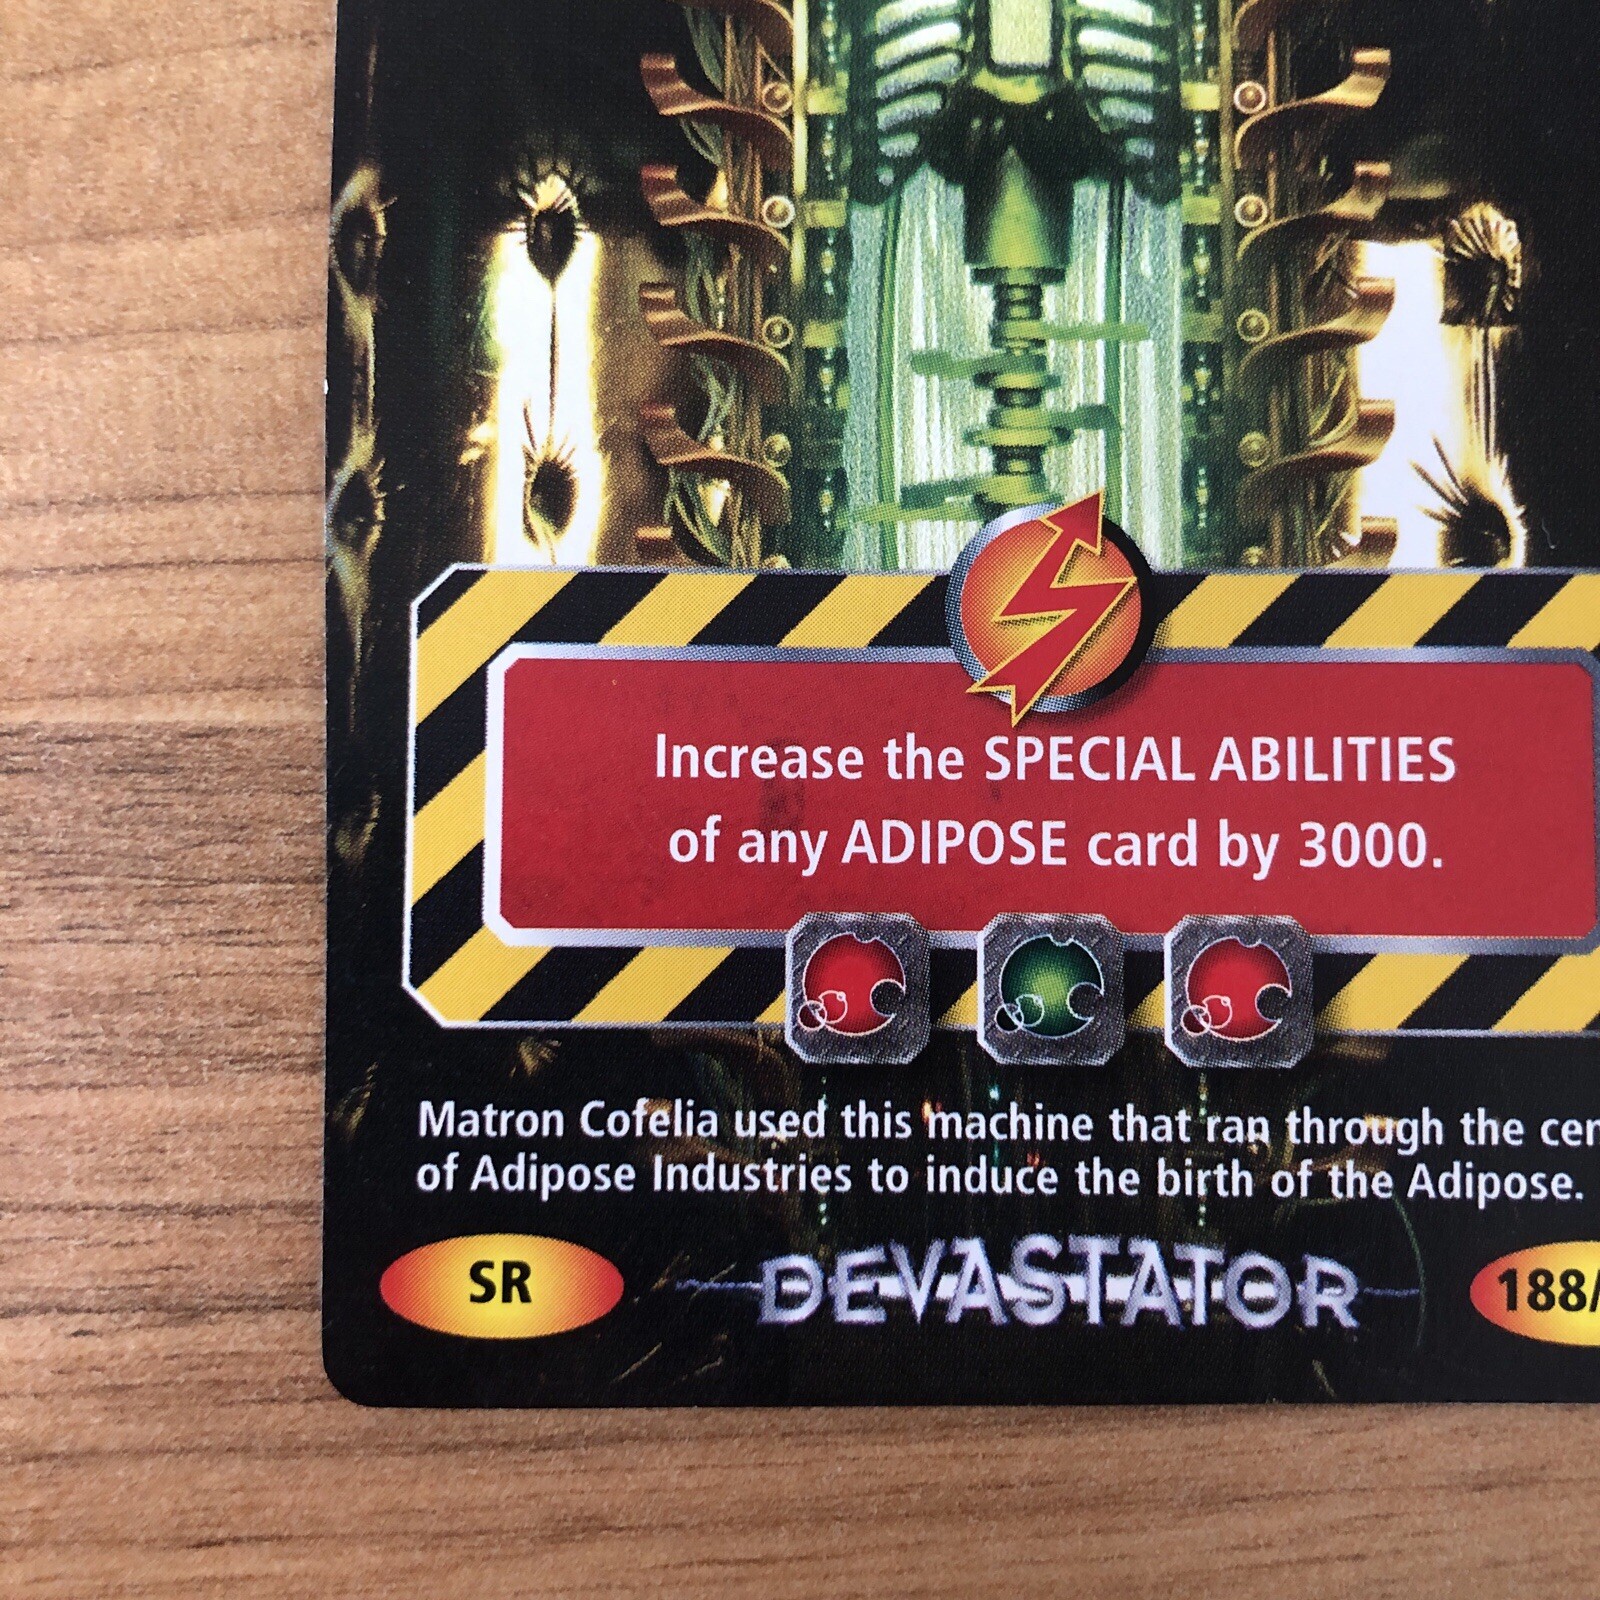 Increase the SPECIAL ABILITIES
of any ADIPOSE card by 3000.
Matron Cofelia used this machine that ran through the
of Adipose Industries to induce the birth of the Adipose.
SR
DEVASTATOR
188/